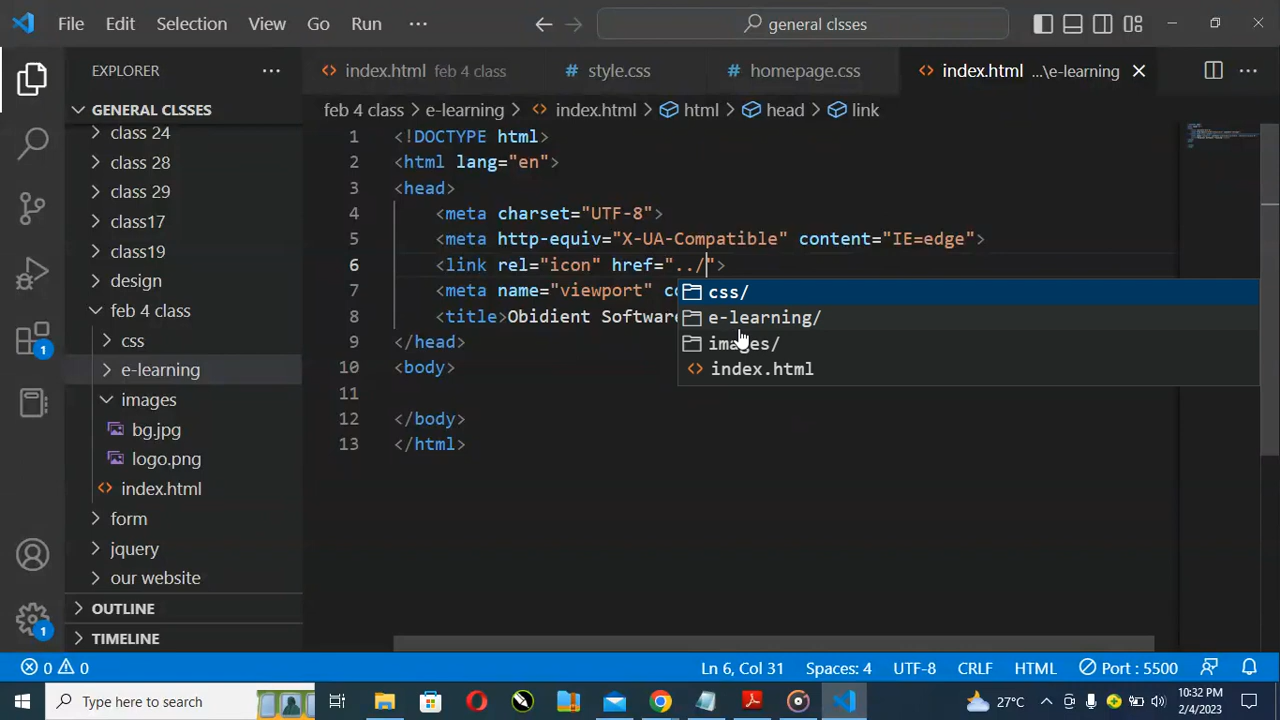 File Edit Selection View Go Run ··· general clsses
EXPLORER ···
GENERAL CLSSES
class 24
class 28
class 29
class17
class19
design
feb 4 class
css
e-learning
images
bg.jpg
logo.png
index.html
form
jquery
our website
OUTLINE
TIMELINE
1
1
index.html feb 4 class # style.css # homepage.css index.html ...\e-learning
feb 4 class > e-learning > index.html > html > head > link
1 <!DOCTYPE html>
2 <html lang="en">
3 <head>
4 <meta charset="UTF-8">
5 <meta http-equiv="X-UA-Compatible" content="IE=edge">
6 <link rel="icon" href="../">
7 <meta name="viewport" co
8 <title>Obidient Software
9 </head>
10 <body>
11
12 </body>
13 </html>
css/
e-learning/
images/
index.html
0 0 Ln 6, Col 31 Spaces: 4 UTF-8 CRLF HTML Port : 5500
Type here to search 27°C 10:32 PM
2/4/2023